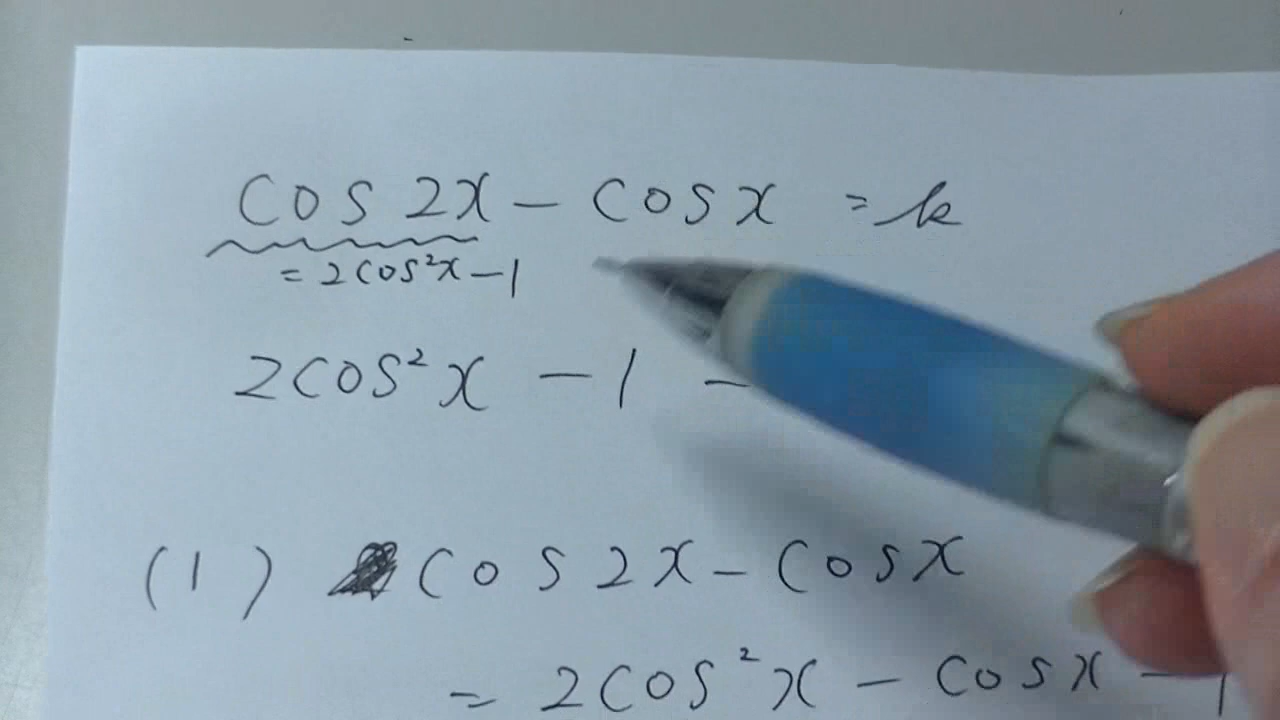 cos 2x - cos x = k
= 2cos²x - 1
2cos²x - 1 -
(1) cos 2x - cos x
= 2cos²x - cos x - 1